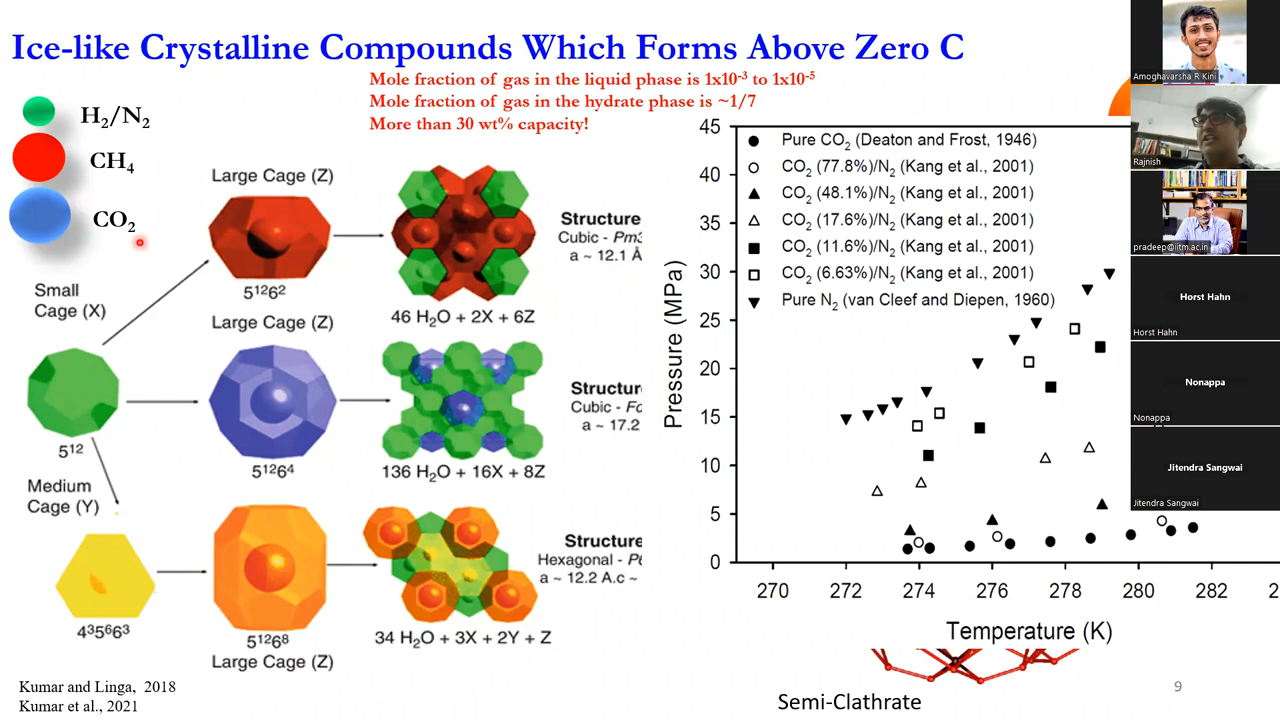 Ice-like Crystalline Compounds Which Forms Above Zero C
Mole fraction of gas in the liquid phase is 1x10⁻³ to 1x10⁻⁵
Mole fraction of gas in the hydrate phase is ~1/7
More than 30 wt% capacity!
H₂/N₂
CH₄
CO₂
Small
Cage (X)
5¹²
Medium
Cage (Y)
4³5⁶6³
Large Cage (Z)
5¹²6²
Large Cage (Z)
5¹²6⁴
5¹²6⁸
Large Cage (Z)
Structure
Cubic - Pm3
a ~ 12.1 Å
46 H₂O + 2X + 6Z
Structur
Cubic - Fc
a ~ 17.2
136 H₂O + 16X + 8Z
Structure
Hexagonal - P6
a ~ 12.2 A.c ~
34 H₂O + 3X + 2Y + Z
Pure CO₂ (Deaton and Frost, 1946)
CO₂ (77.8%)/N₂ (Kang et al., 2001)
CO₂ (48.1%)/N₂ (Kang et al., 2001)
CO₂ (17.6%)/N₂ (Kang et al., 2001)
CO₂ (11.6%)/N₂ (Kang et al., 2001)
CO₂ (6.63%)/N₂ (Kang et al., 2001)
Pure N₂ (van Cleef and Diepen, 1960)
Pressure (MPa)
45
40
35
30
25
20
15
10
5
0
270 272 274 276 278 280 282 2
Temperature (K)
Semi-Clathrate
Kumar and Linga, 2018
Kumar et al., 2021
9
Amoghavarsha R Kini
Rajnish
pradeep@iitm.ac.in
Horst Hahn
Horst Hahn
Nonappa
Nonappa
Jitendra Sangwai
Jitendra Sangwai